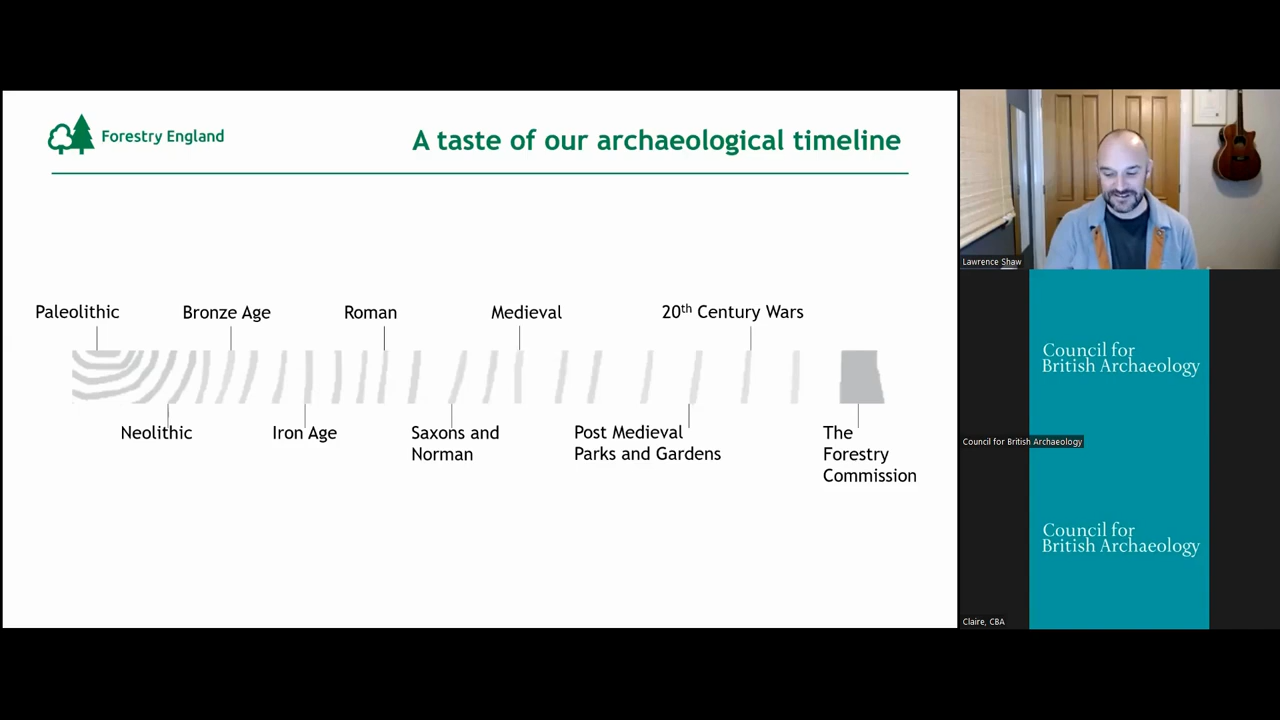 Forestry England
A taste of our archaeological timeline
Paleolithic
Bronze Age
Roman
Medieval
20th Century Wars
Neolithic
Iron Age
Saxons and
Norman
Post Medieval
Parks and Gardens
The
Forestry
Commission
Lawrence Shaw
Council for
British Archaeology
Council for British Archaeology
Council for
British Archaeology
Claire, CBA